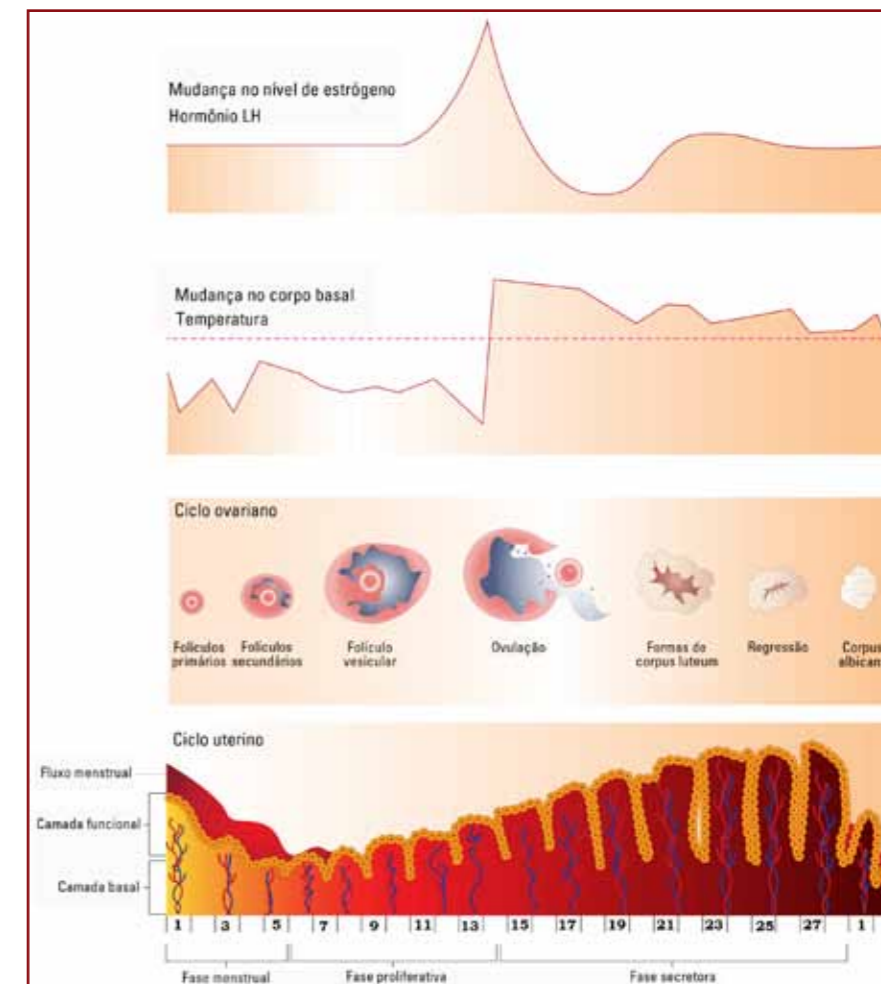 Mudança no nível de estrógeno
Hormônio LH
Mudança no corpo basal
Temperatura
Ciclo ovariano
Folículos primários
Folículos secundários
Folículo vesicular
Ovulação
Formas de corpus luteum
Regressão
Corpus albican
Ciclo uterino
Fluxo menstrual
Camada funcional
Camada basal
1 3 5 7 9 11 13 15 17 19 21 23 25 27 1
Fase menstrual
Fase proliferativa
Fase secretora